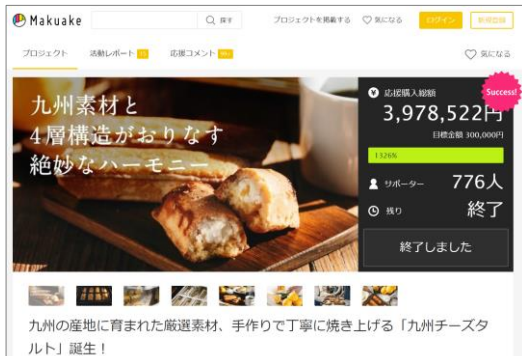 Makuake
探す
プロジェクトを掲載する
気になる
ログイン
新規登録
プロジェクト
活動レポート
応援コメント
気になる
九州素材と
4層構造がおりなす
絶妙なハーモニー
応援購入総額
Success!
3,978,522円
目標金額 300,000円
1326%
サポーター
776人
残り
終了
終了しました
九州の産地に育まれた厳選素材、手作りで丁寧に焼き上げる「九州チーズタ
ルト」誕生！